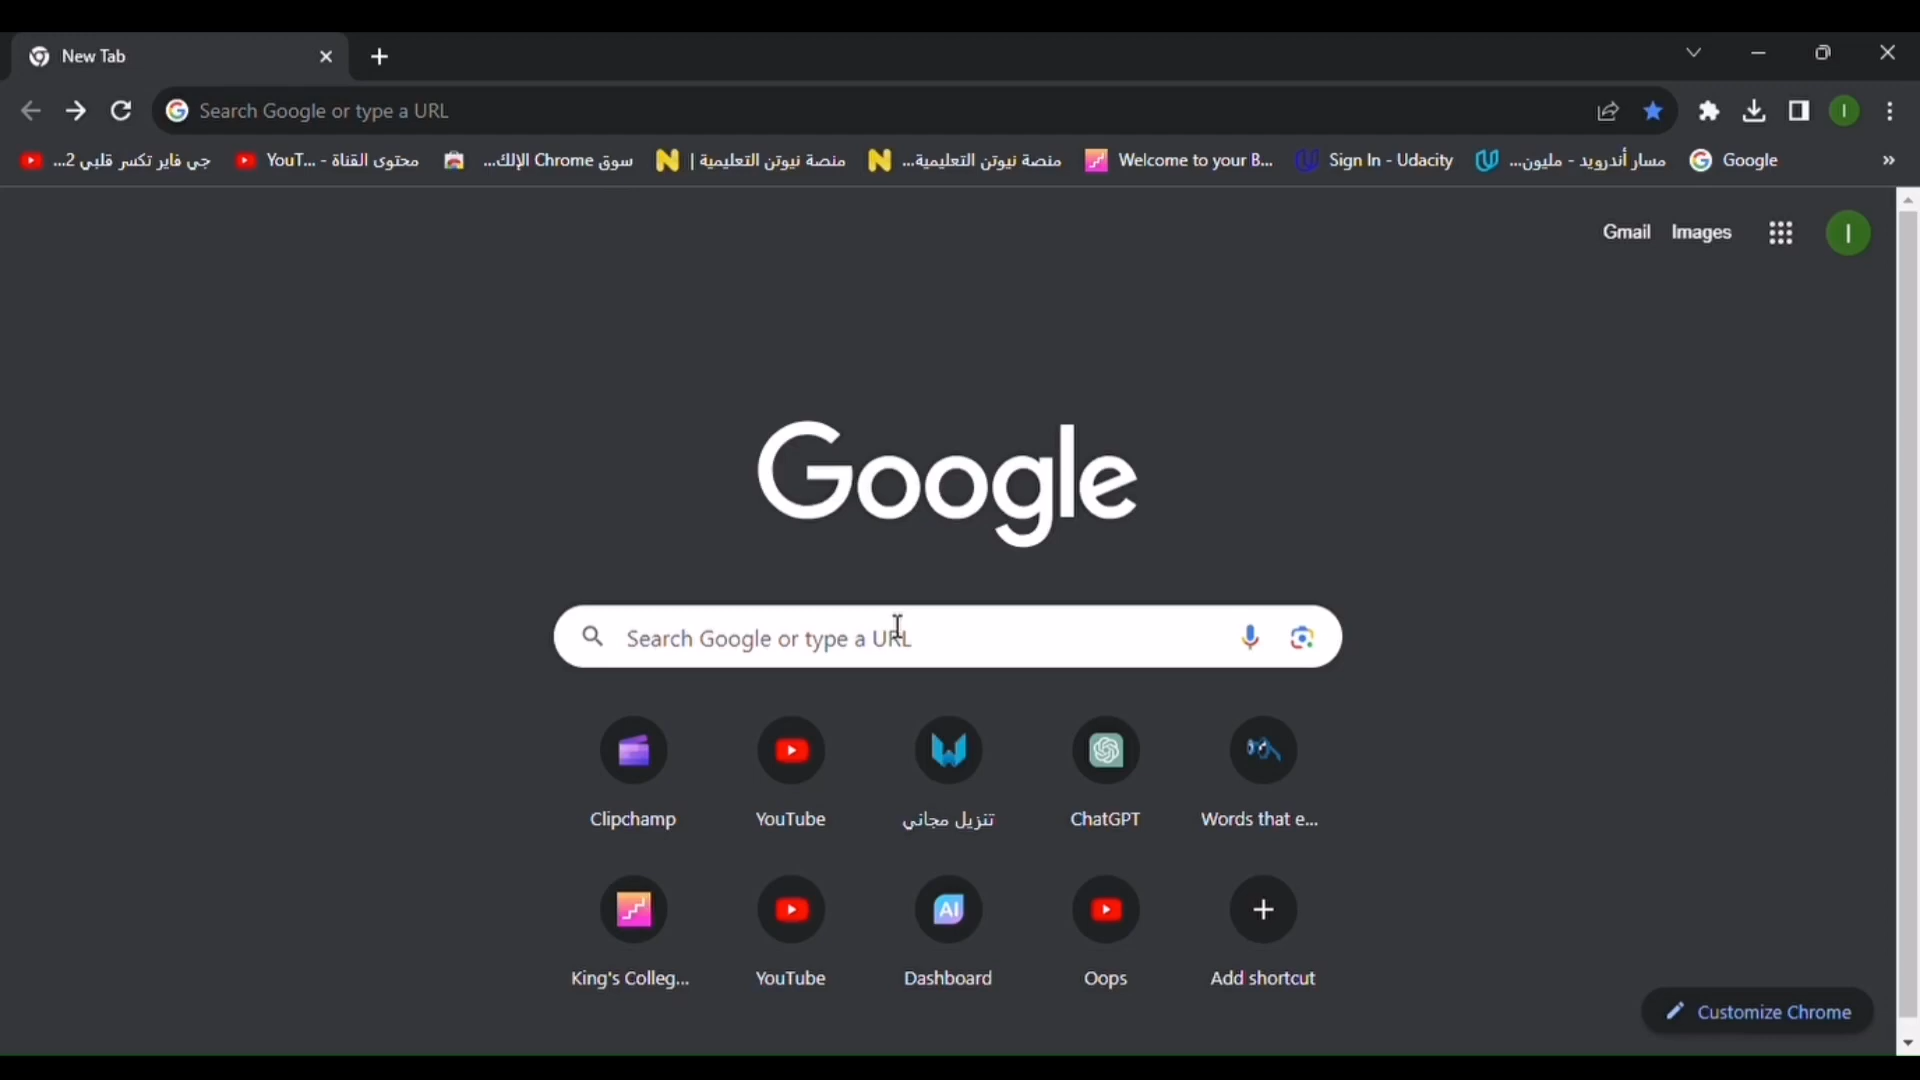 New Tab
Search Google or type a URL
جي فاير تكسر قلبي 2...
محتوى القناة - YouT...
سوق Chrome الإلك...
منصة نيوتن التعليمية |
منصة نيوتن التعليمية...
Welcome to your B...
Sign In - Udacity
مسار أندرويد - مليون...
Google
Gmail
Images
I
I
Google
Search Google or type a URL
Clipchamp
YouTube
تنزيل مجاني
ChatGPT
Words that e...
AI
King's Colleg...
YouTube
Dashboard
Oops
Add shortcut
Customize Chrome